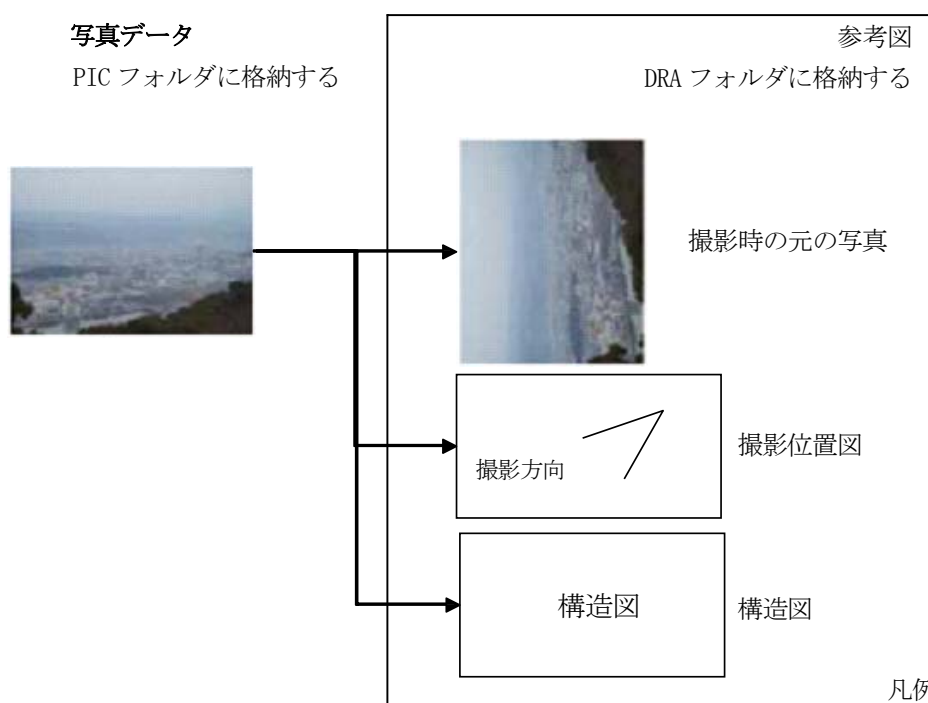 写真データ
PIC フォルダに格納する
参考図
DRA フォルダに格納する
撮影時の元の写真
撮影方向
撮影位置図
構造図
構造図
凡例